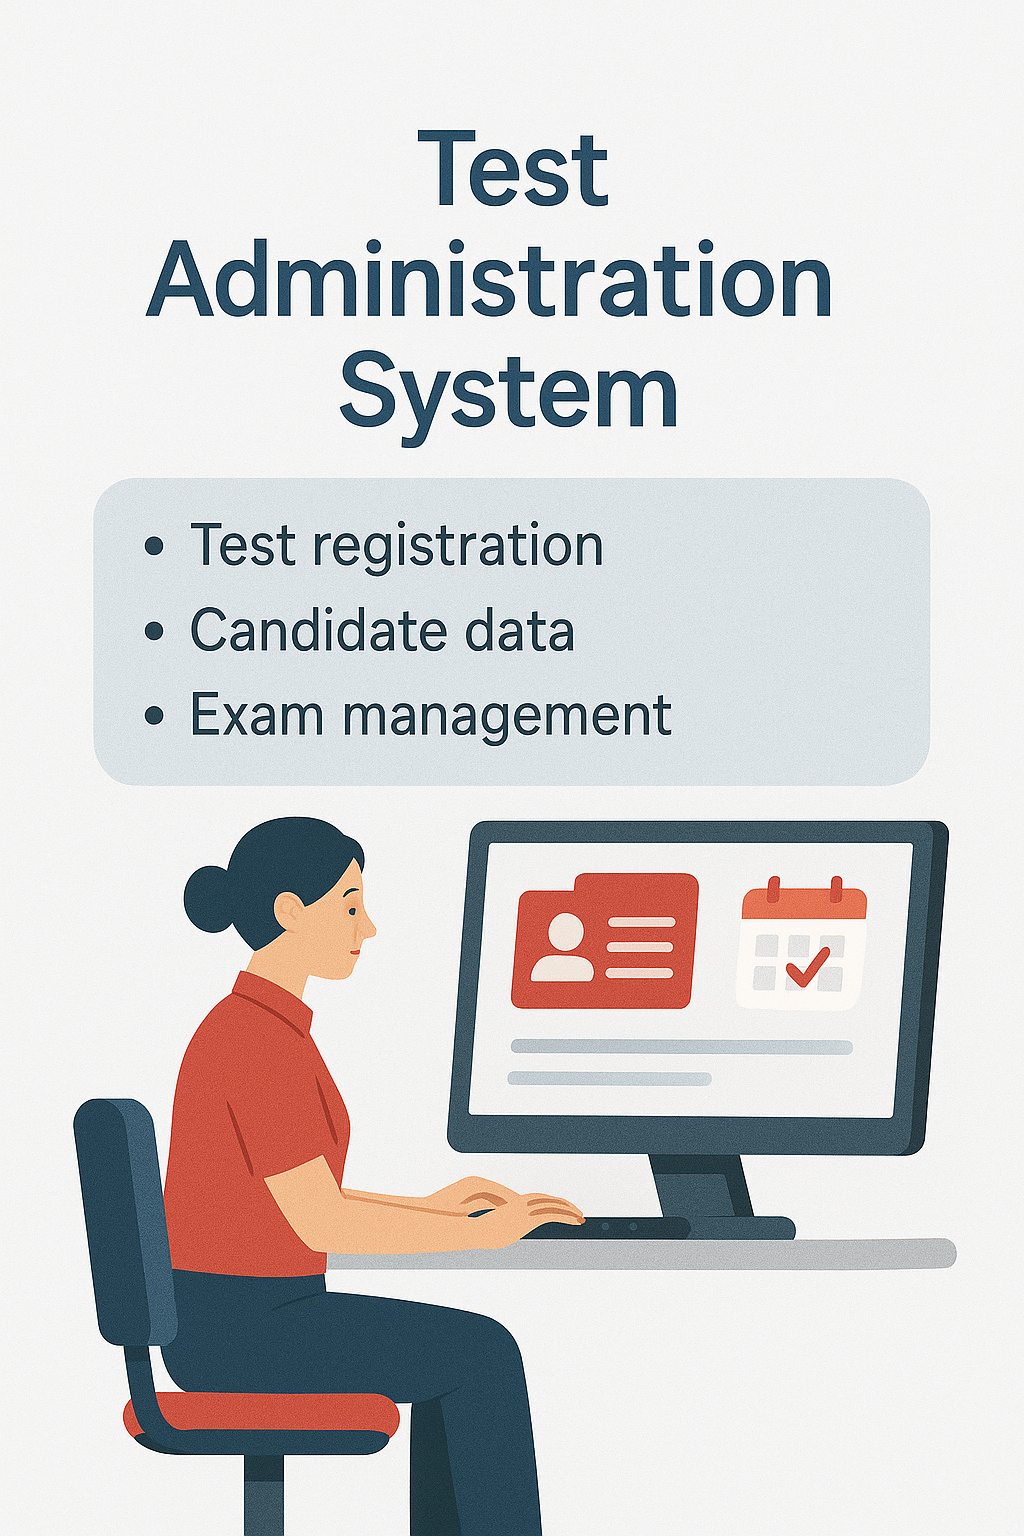 Test
Administration
System
• Test registration
• Candidate data
• Exam management